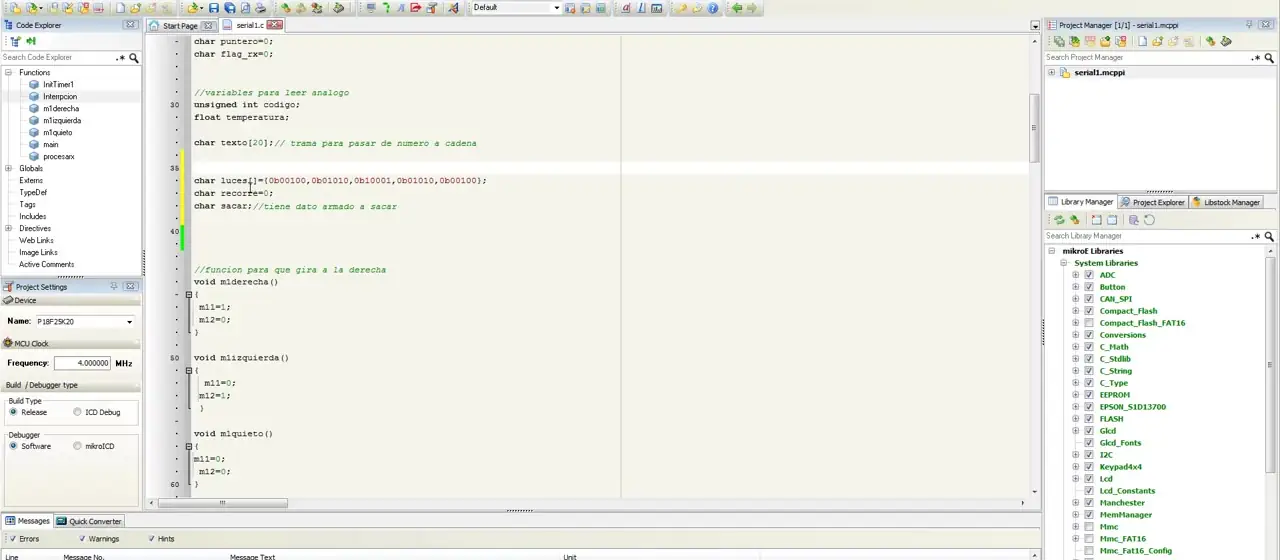 Default
Code Explorer
Search Code Explorer
Functions
InitTimer1
Interrpcion
m1derecha
m1izquierda
m1quieto
main
procesarx
Globals
Externs
TypeDef
Tags
Includes
Directives
Web Links
Image Links
Active Comments
Project Settings
Device
Name: P18F25K20
MCU Clock
Frequency: 4.000000 MHz
Build / Debugger type
Build Type
Release ICD Debug
Debugger
Software mikroICD
Start Page serial1.c
char puntero=0;
char flag_rx=0;
//variables para leer analogo
30 unsigned int codigo;
float temperatura;
char texto[20];// trama para pasar de numero a cadena
35
char luces[]={0b00100,0b01010,0b10001,0b01010,0b00100};
char recorre=0;
char sacar;//tiene dato armado a sacar
40
//funcion para que gira a la derecha
void m1derecha()
{
m11=1;
m12=0;
}
50 void m1izquierda()
{
m11=0;
m12=1;
}
void m1quieto()
{
m11=0;
m12=0;
60 }
Messages Quick Converter
Errors Warnings Hints
Line Message No. Message Text Unit
Project Manager [1/1] - serial1.mcppi
Search Project Manager
serial1.mcppi
Library Manager Project Explorer Libstock Manager
Search Library Manager
mikroE Libraries
System Libraries
ADC
Button
CAN_SPI
Compact_Flash
Compact_Flash_FAT16
Conversions
C_Math
C_Stdlib
C_String
C_Type
EEPROM
EPSON_S1D13700
FLASH
Glcd
Glcd_Fonts
I2C
Keypad4x4
Lcd
Lcd_Constants
Manchester
MemManager
Mmc
Mmc_FAT16
Mmc_FAT16_Config